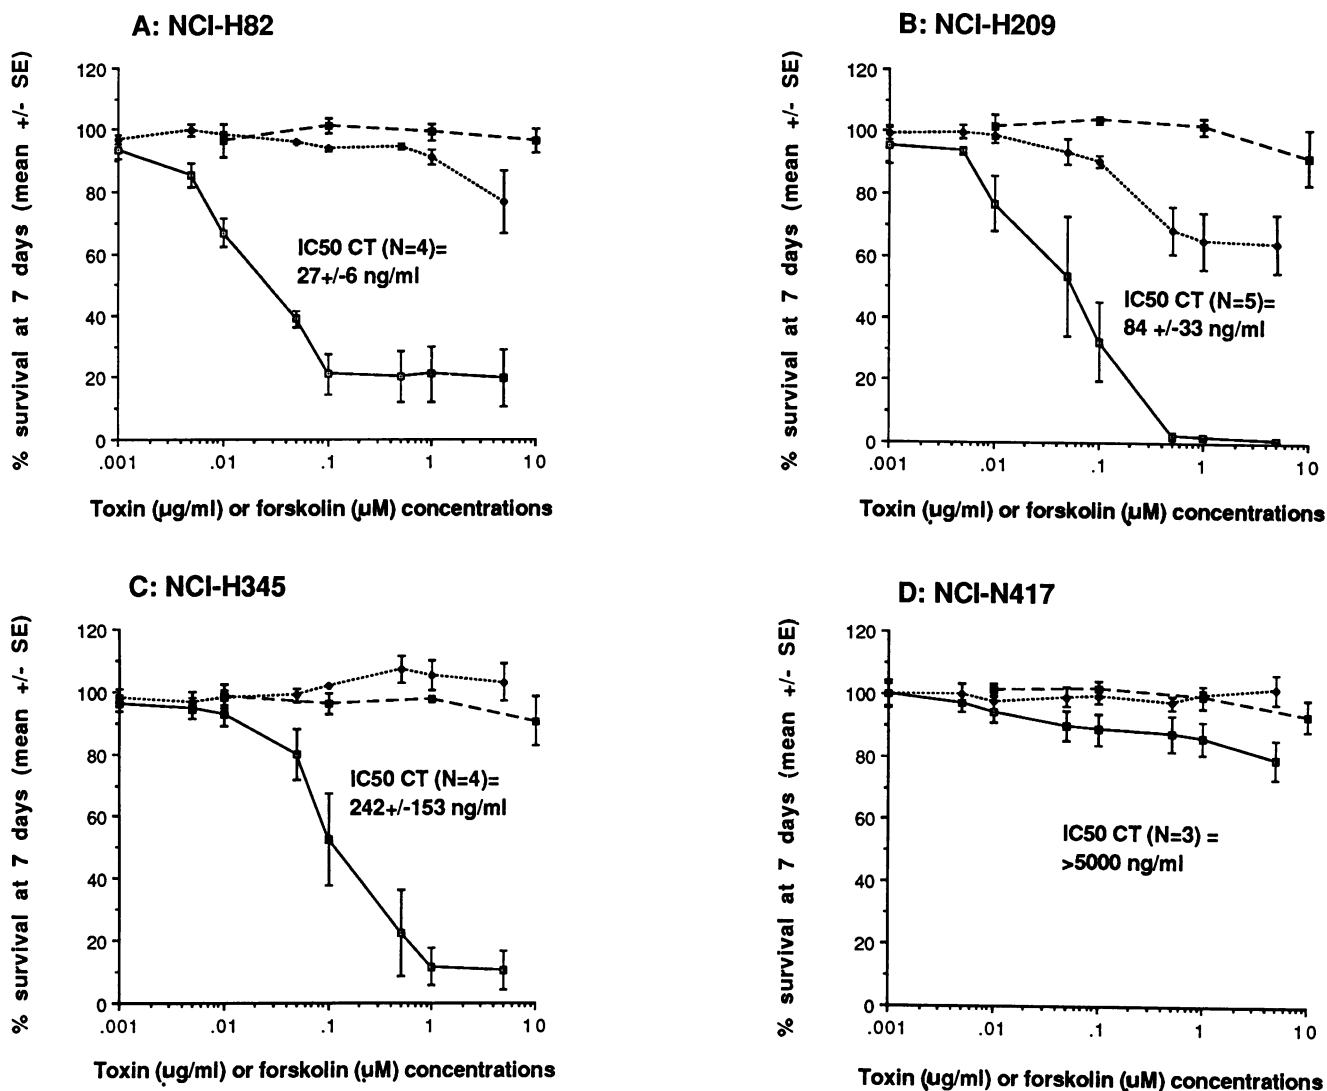 A: NCI-H82
% survival at 7 days (mean +/- SE)
120
100
80
60
40
20
0
IC50 CT (N=4)=
27+/-6 ng/ml
.001
.01
.1
1
10
Toxin (µg/ml) or forskolin (µM) concentrations
B: NCI-H209
% survival at 7 days (mean +/- SE)
120
100
80
60
40
20
0
IC50 CT (N=5)=
84 +/-33 ng/ml
.001
.01
.1
1
10
Toxin (µg/ml) or forskolin (µM) concentrations
C: NCI-H345
% survival at 7 days (mean +/- SE)
120
100
80
60
40
20
0
IC50 CT (N=4)=
242+/-153 ng/ml
.001
.01
.1
1
10
Toxin (µg/ml) or forskolin (µM) concentrations
D: NCI-N417
% survival at 7 days (mean +/- SE)
120
100
80
60
40
20
0
IC50 CT (N=3) =
>5000 ng/ml
.001
.01
.1
1
10
Toxin (µg/ml) or forskolin (µM) concentrations